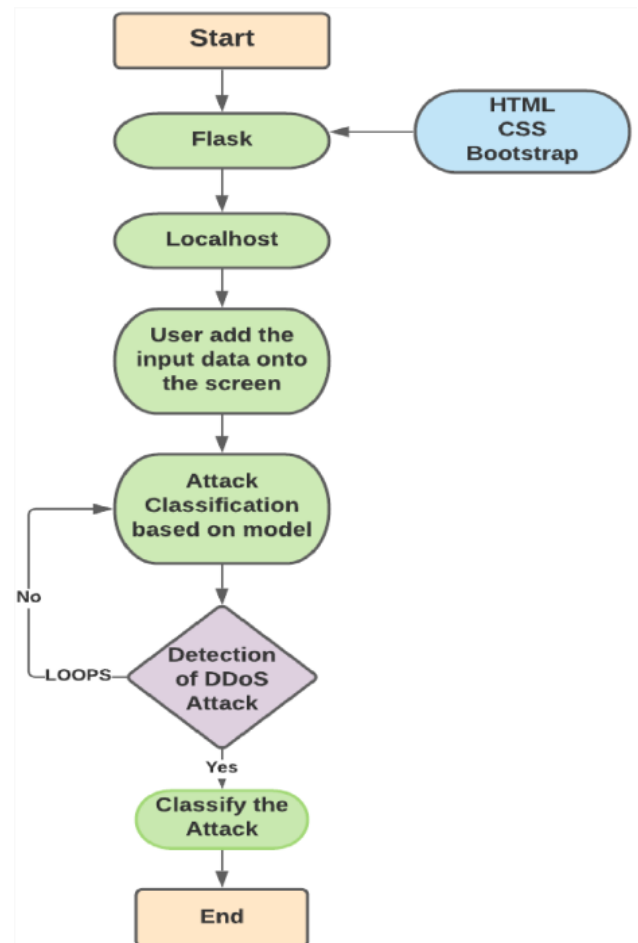 Start
HTML
CSS
Bootstrap
Flask
Localhost
User add the
input data onto
the screen
Attack
Classification
based on model
No
Detection
of DDoS
Attack
LOOPS
Yes
Classify the
Attack
End